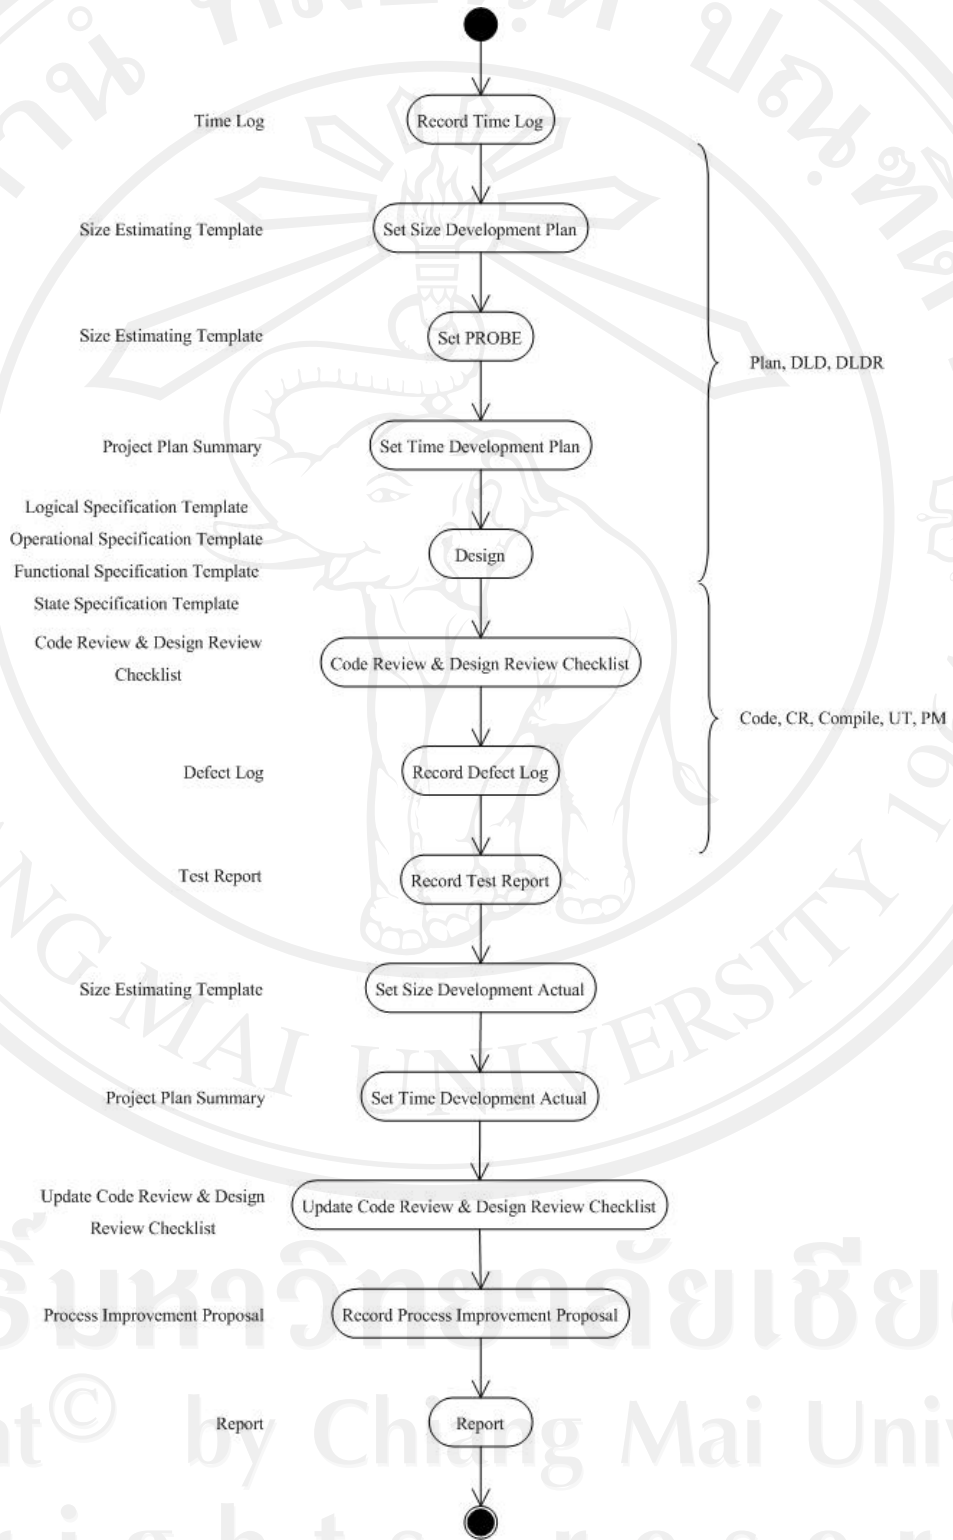 Time Log
Record Time Log
Size Estimating Template
Set Size Development Plan
Size Estimating Template
Set PROBE
Plan, DLD, DLDR
Project Plan Summary
Set Time Development Plan
Logical Specification Template
Operational Specification Template
Functional Specification Template
State Specification Template
Design
Code Review & Design Review
Checklist
Code Review & Design Review Checklist
Code, CR, Compile, UT, PM
Defect Log
Record Defect Log
Test Report
Record Test Report
Size Estimating Template
Set Size Development Actual
Project Plan Summary
Set Time Development Actual
Update Code Review & Design
Review Checklist
Update Code Review & Design Review Checklist
Process Improvement Proposal
Record Process Improvement Proposal
Report
Report
MAI UNIVERSITY
© by Chiang Mai